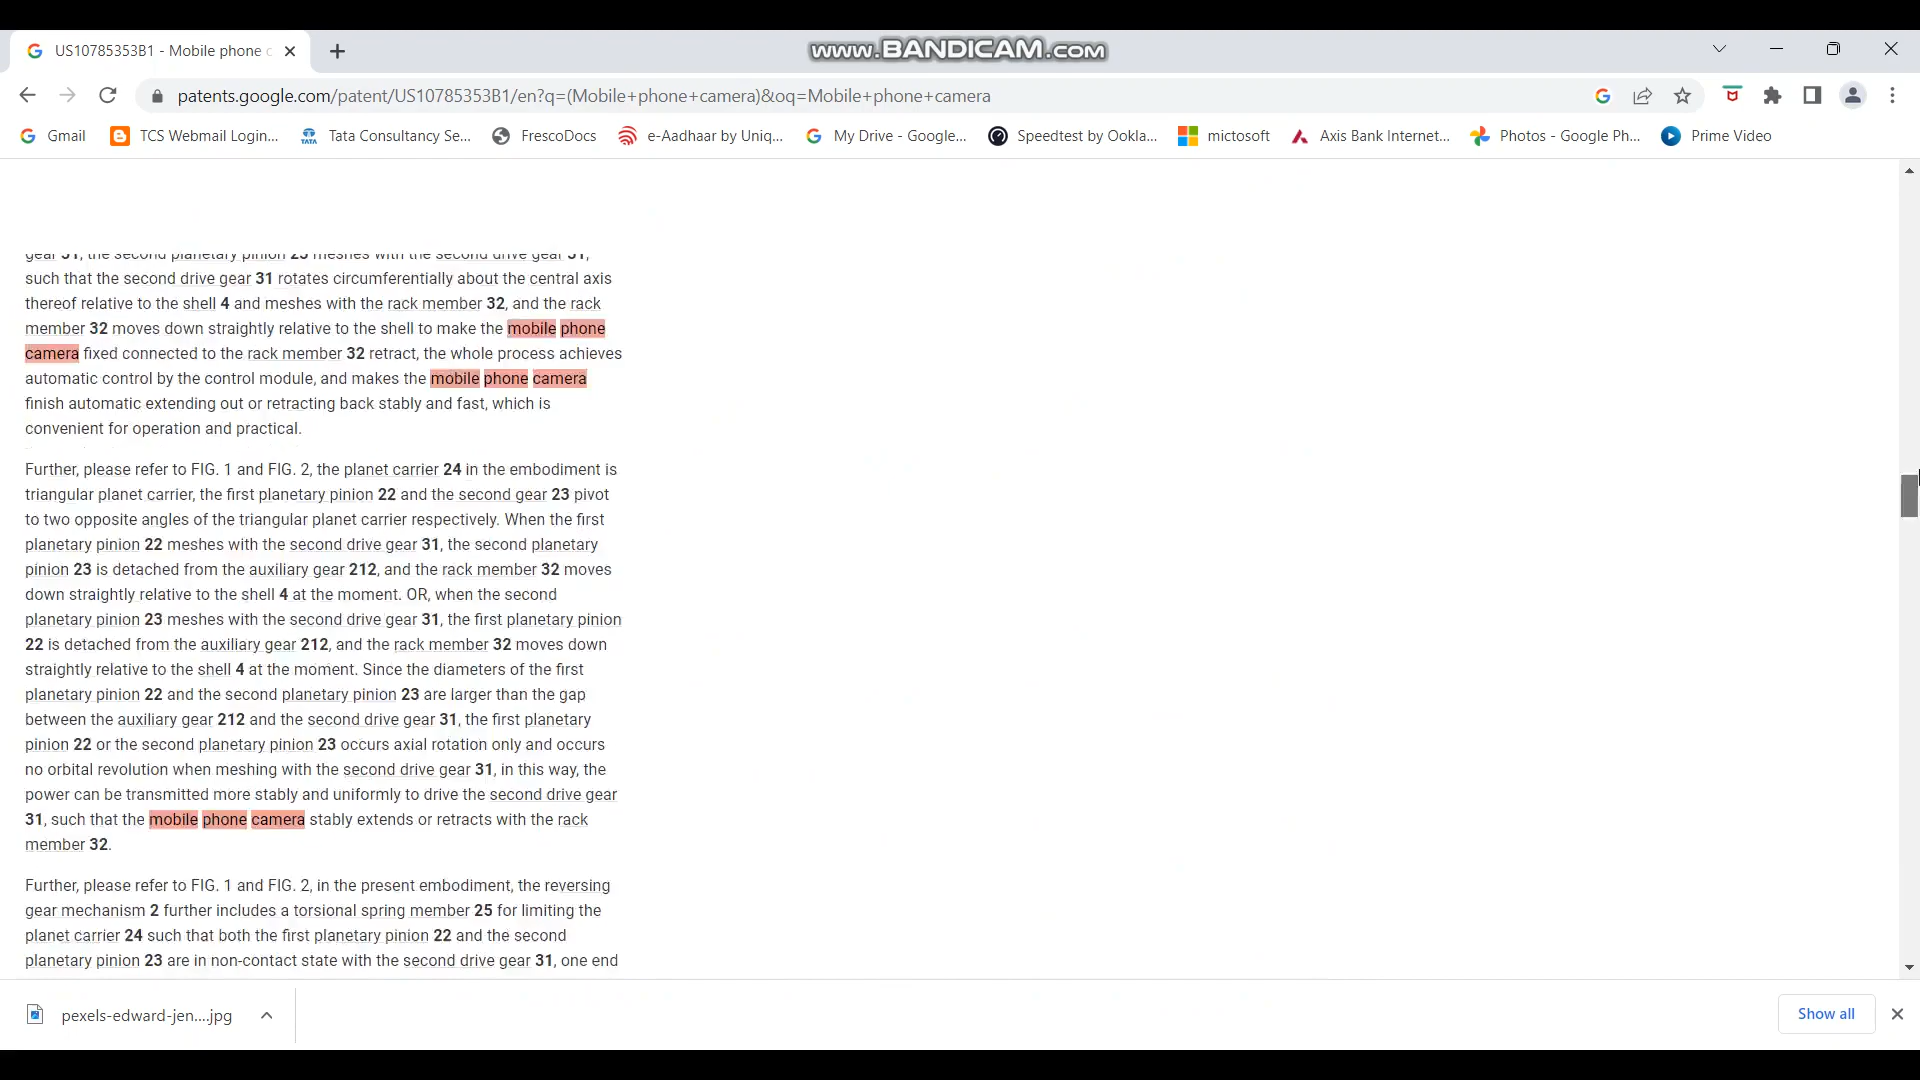 US10785353B1 - Mobile phone c
www.BANDICAM.com
patents.google.com/patent/US10785353B1/en?q=(Mobile+phone+camera)&oq=Mobile+phone+camera
Gmail TCS Webmail Login... Tata Consultancy Se... FrescoDocs e-Aadhaar by Uniq... My Drive - Google... Speedtest by Ookla... mictosoft Axis Bank Internet... Photos - Google Ph... Prime Video
gear 31, the second planetary pinion 23 meshes with the second drive gear 31,
such that the second drive gear 31 rotates circumferentially about the central axis
thereof relative to the shell 4 and meshes with the rack member 32, and the rack
member 32 moves down straightly relative to the shell to make the mobile phone
camera fixed connected to the rack member 32 retract, the whole process achieves
automatic control by the control module, and makes the mobile phone camera
finish automatic extending out or retracting back stably and fast, which is
convenient for operation and practical.
Further, please refer to FIG. 1 and FIG. 2, the planet carrier 24 in the embodiment is
triangular planet carrier, the first planetary pinion 22 and the second gear 23 pivot
to two opposite angles of the triangular planet carrier respectively. When the first
planetary pinion 22 meshes with the second drive gear 31, the second planetary
pinion 23 is detached from the auxiliary gear 212, and the rack member 32 moves
down straightly relative to the shell 4 at the moment. OR, when the second
planetary pinion 23 meshes with the second drive gear 31, the first planetary pinion
22 is detached from the auxiliary gear 212, and the rack member 32 moves down
straightly relative to the shell 4 at the moment. Since the diameters of the first
planetary pinion 22 and the second planetary pinion 23 are larger than the gap
between the auxiliary gear 212 and the second drive gear 31, the first planetary
pinion 22 or the second planetary pinion 23 occurs axial rotation only and occurs
no orbital revolution when meshing with the second drive gear 31, in this way, the
power can be transmitted more stably and uniformly to drive the second drive gear
31, such that the mobile phone camera stably extends or retracts with the rack
member 32.
Further, please refer to FIG. 1 and FIG. 2, in the present embodiment, the reversing
gear mechanism 2 further includes a torsional spring member 25 for limiting the
planet carrier 24 such that both the first planetary pinion 22 and the second
planetary pinion 23 are in non-contact state with the second drive gear 31, one end
pexels-edward-jen....jpg
Show all